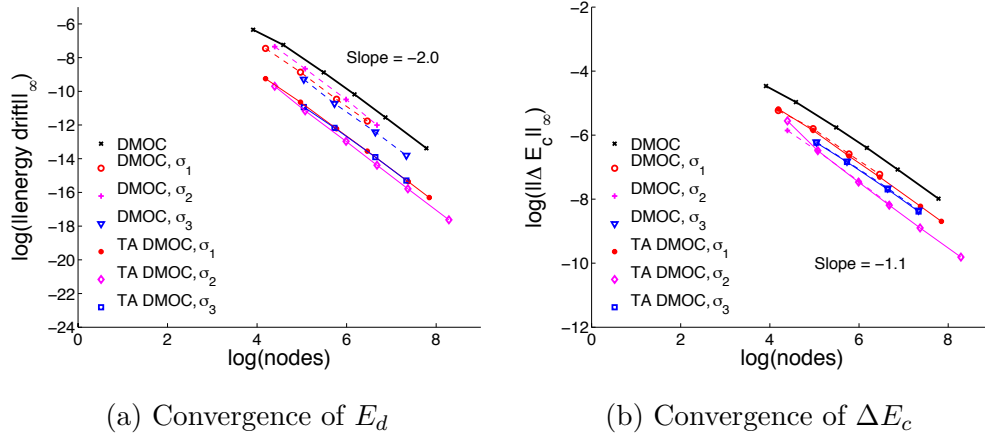 log(||energy drift||∞)
-6
-8
-10
-12
-14
-16
-18
-20
-22
-24
0
2
4
6
8
log(nodes)
Slope = -2.0
DMOC
DMOC, σ1
DMOC, σ2
DMOC, σ3
TA DMOC, σ1
TA DMOC, σ2
TA DMOC, σ3
(a) Convergence of E_d
log(||Δ E_c||∞)
-2
-4
-6
-8
-10
-12
0
2
4
6
8
log(nodes)
Slope = -1.1
DMOC
DMOC, σ1
DMOC, σ2
DMOC, σ3
TA DMOC, σ1
TA DMOC, σ2
TA DMOC, σ3
(b) Convergence of ΔE_c